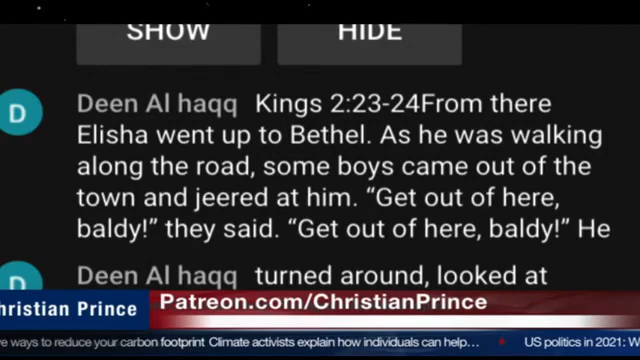 SHOW HIDE
D
Deen Al haqq Kings 2:23-24From there
Elisha went up to Bethel. As he was walking
along the road, some boys came out of the
town and jeered at him. “Get out of here,
baldy!” they said. “Get out of here, baldy!” He
D
Deen Al haqq turned around, looked at
hristian Prince
Patreon.com/ChristianPrince
ve ways to reduce your carbon footprint Climate activists explain how individuals can help... US politics in 2021: W